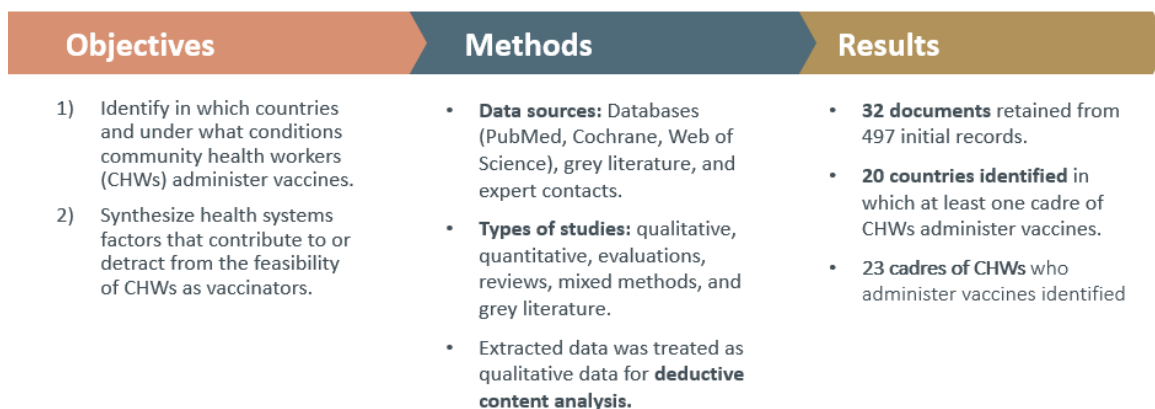 Objectives
Methods
Results
1) Identify in which countries
and under what conditions
community health workers
(CHWs) administer vaccines.
2) Synthesize health systems
factors that contribute to or
detract from the feasibility
of CHWs as vaccinators.
• Data sources: Databases
(PubMed, Cochrane, Web of
Science), grey literature, and
expert contacts.
• Types of studies: qualitative,
quantitative, evaluations,
reviews, mixed methods, and
grey literature.
• Extracted data was treated as
qualitative data for deductive
content analysis.
• 32 documents retained from
497 initial records.
• 20 countries identified in
which at least one cadre of
CHWs administer vaccines.
• 23 cadres of CHWs who
administer vaccines identified